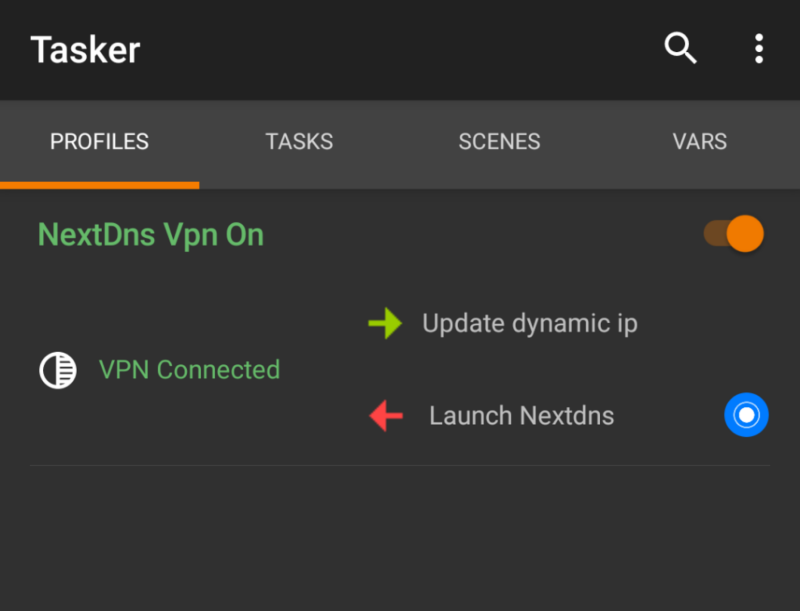 Tasker
PROFILES TASKS SCENES VARS
NextDns Vpn On
Update dynamic ip
VPN Connected
Launch Nextdns